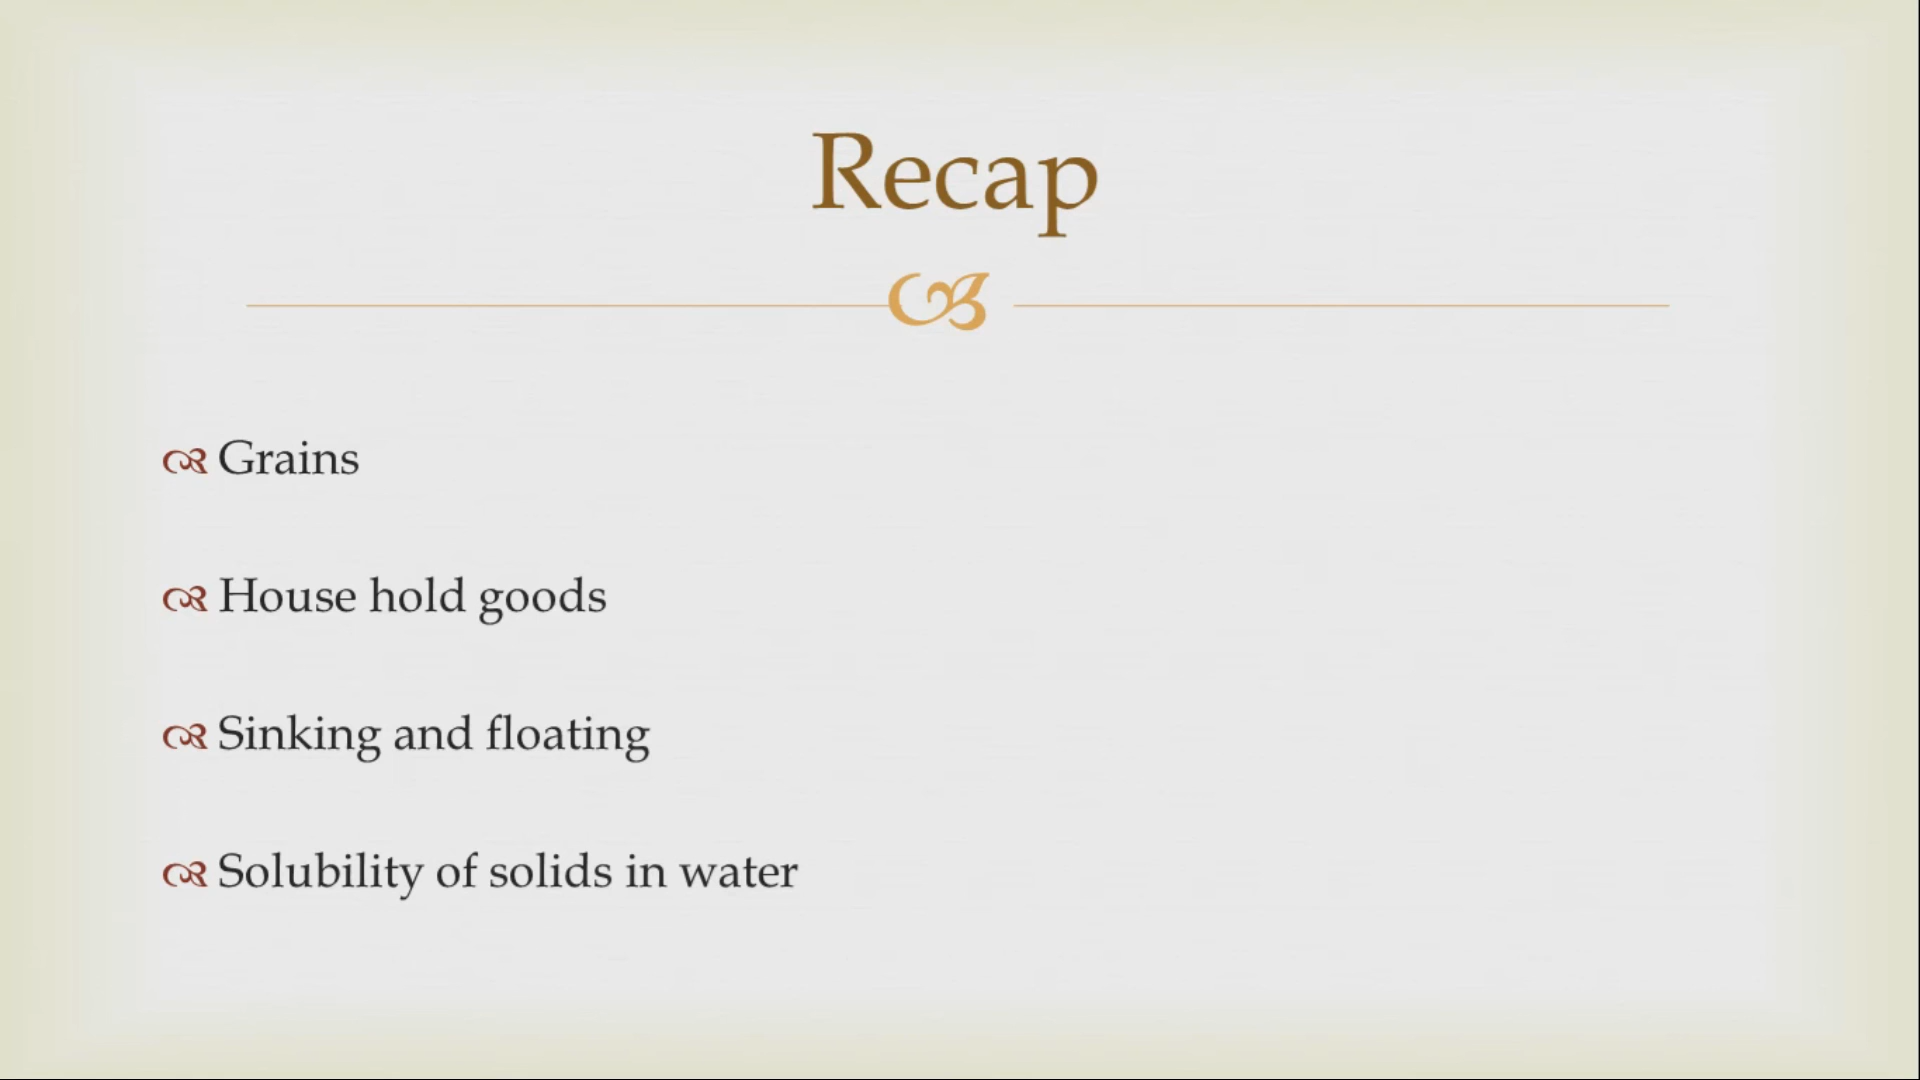 Recap
Grains
House hold goods
Sinking and floating
Solubility of solids in water